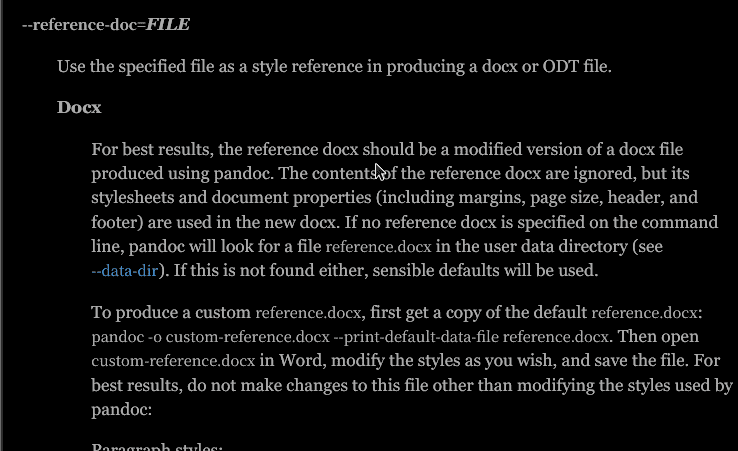 --reference-doc=FILE
Use the specified file as a style reference in producing a docx or ODT file.
Docx
For best results, the reference docx should be a modified version of a docx file
produced using pandoc. The contents of the reference docx are ignored, but its
stylesheets and document properties (including margins, page size, header, and
footer) are used in the new docx. If no reference docx is specified on the command
line, pandoc will look for a file reference.docx in the user data directory (see
--data-dir). If this is not found either, sensible defaults will be used.
To produce a custom reference.docx, first get a copy of the default reference.docx:
pandoc -o custom-reference.docx --print-default-data-file reference.docx. Then open
custom-reference.docx in Word, modify the styles as you wish, and save the file. For
best results, do not make changes to this file other than modifying the styles used by
pandoc:
Paragraph styles: